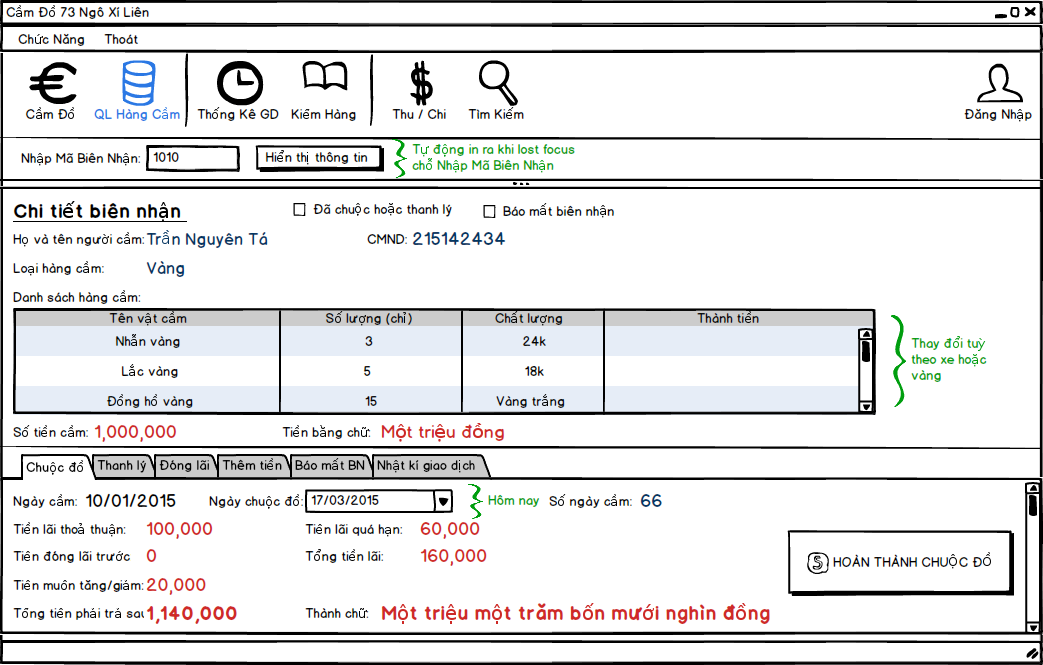 Cầm Đồ 73 Ngô Xí Liên
Chức Năng Thoát
Cầm Đồ QL Hàng Cầm Thống Kê GD Kiểm Hàng Thu / Chi Tìm Kiếm Đăng Nhập
Nhập Mã Biên Nhận: 1010 Hiển thị thông tin Tự động in ra khi lost focus
chỗ Nhập Mã Biên Nhận
Chi tiết biên nhận Đã chuộc hoặc thanh lý Báo mất biên nhận
Họ và tên người cầm: Trần Nguyên Tá CMND: 215142434
Loại hàng cầm: Vàng
Danh sách hàng cầm:
Tên vật cầm Số lượng (chỉ) Chất lượng Thành tiền
Nhẫn vàng 3 24k
Lắc vàng 5 18k
Đồng hồ vàng 15 Vàng trắng
Thay đổi tuỳ
theo xe hoặc
vàng
Số tiền cầm: 1,000,000 Tiền bằng chữ: Một triệu đồng
Chuộc đồ Thanh lý Đóng lãi Thêm tiền Báo mất BN Nhật kí giao dịch
Ngày cầm: 10/01/2015 Ngày chuộc đồ: 17/03/2015 Hôm nay Số ngày cầm: 66
Tiền lãi thoả thuận: 100,000 Tiền lãi quá hạn: 60,000
Tiền đóng lãi trước 0 Tổng tiền lãi: 160,000
Tiền muốn tăng/giảm: 20,000
Tổng tiền phải trả sau 1,140,000 Thành chữ: Một triệu một trăm bốn mười nghìn đồng
HOÀN THÀNH CHUỘC ĐỒ